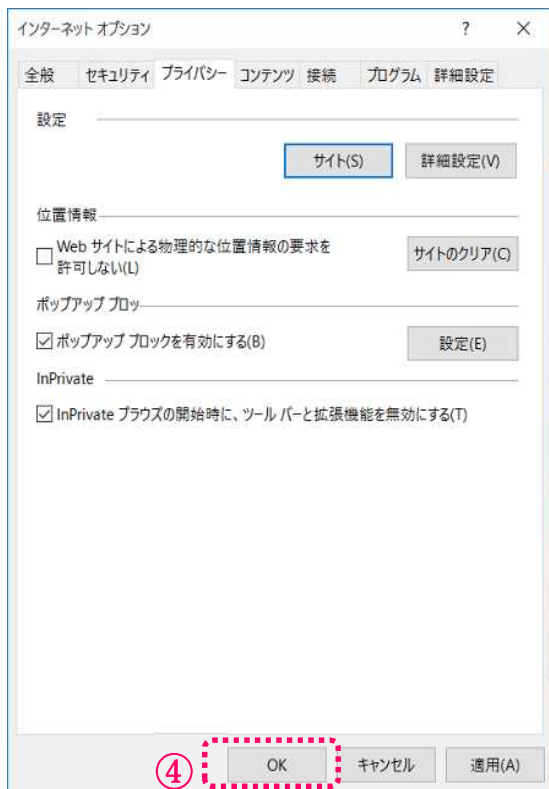 インターネット オプション ? ×
全般 セキュリティ プライバシー コンテンツ 接続 プログラム 詳細設定
設定
サイト(S) 詳細設定(V)
位置情報
Web サイトによる物理的な位置情報の要求を
許可しない(L)
サイトのクリア(C)
ポップアップ ブロッ
ポップアップ ブロックを有効にする(B) 設定(E)
InPrivate
InPrivate ブラウズの開始時に、ツール バーと拡張機能を無効にする(T)
④ OK キャンセル 適用(A)